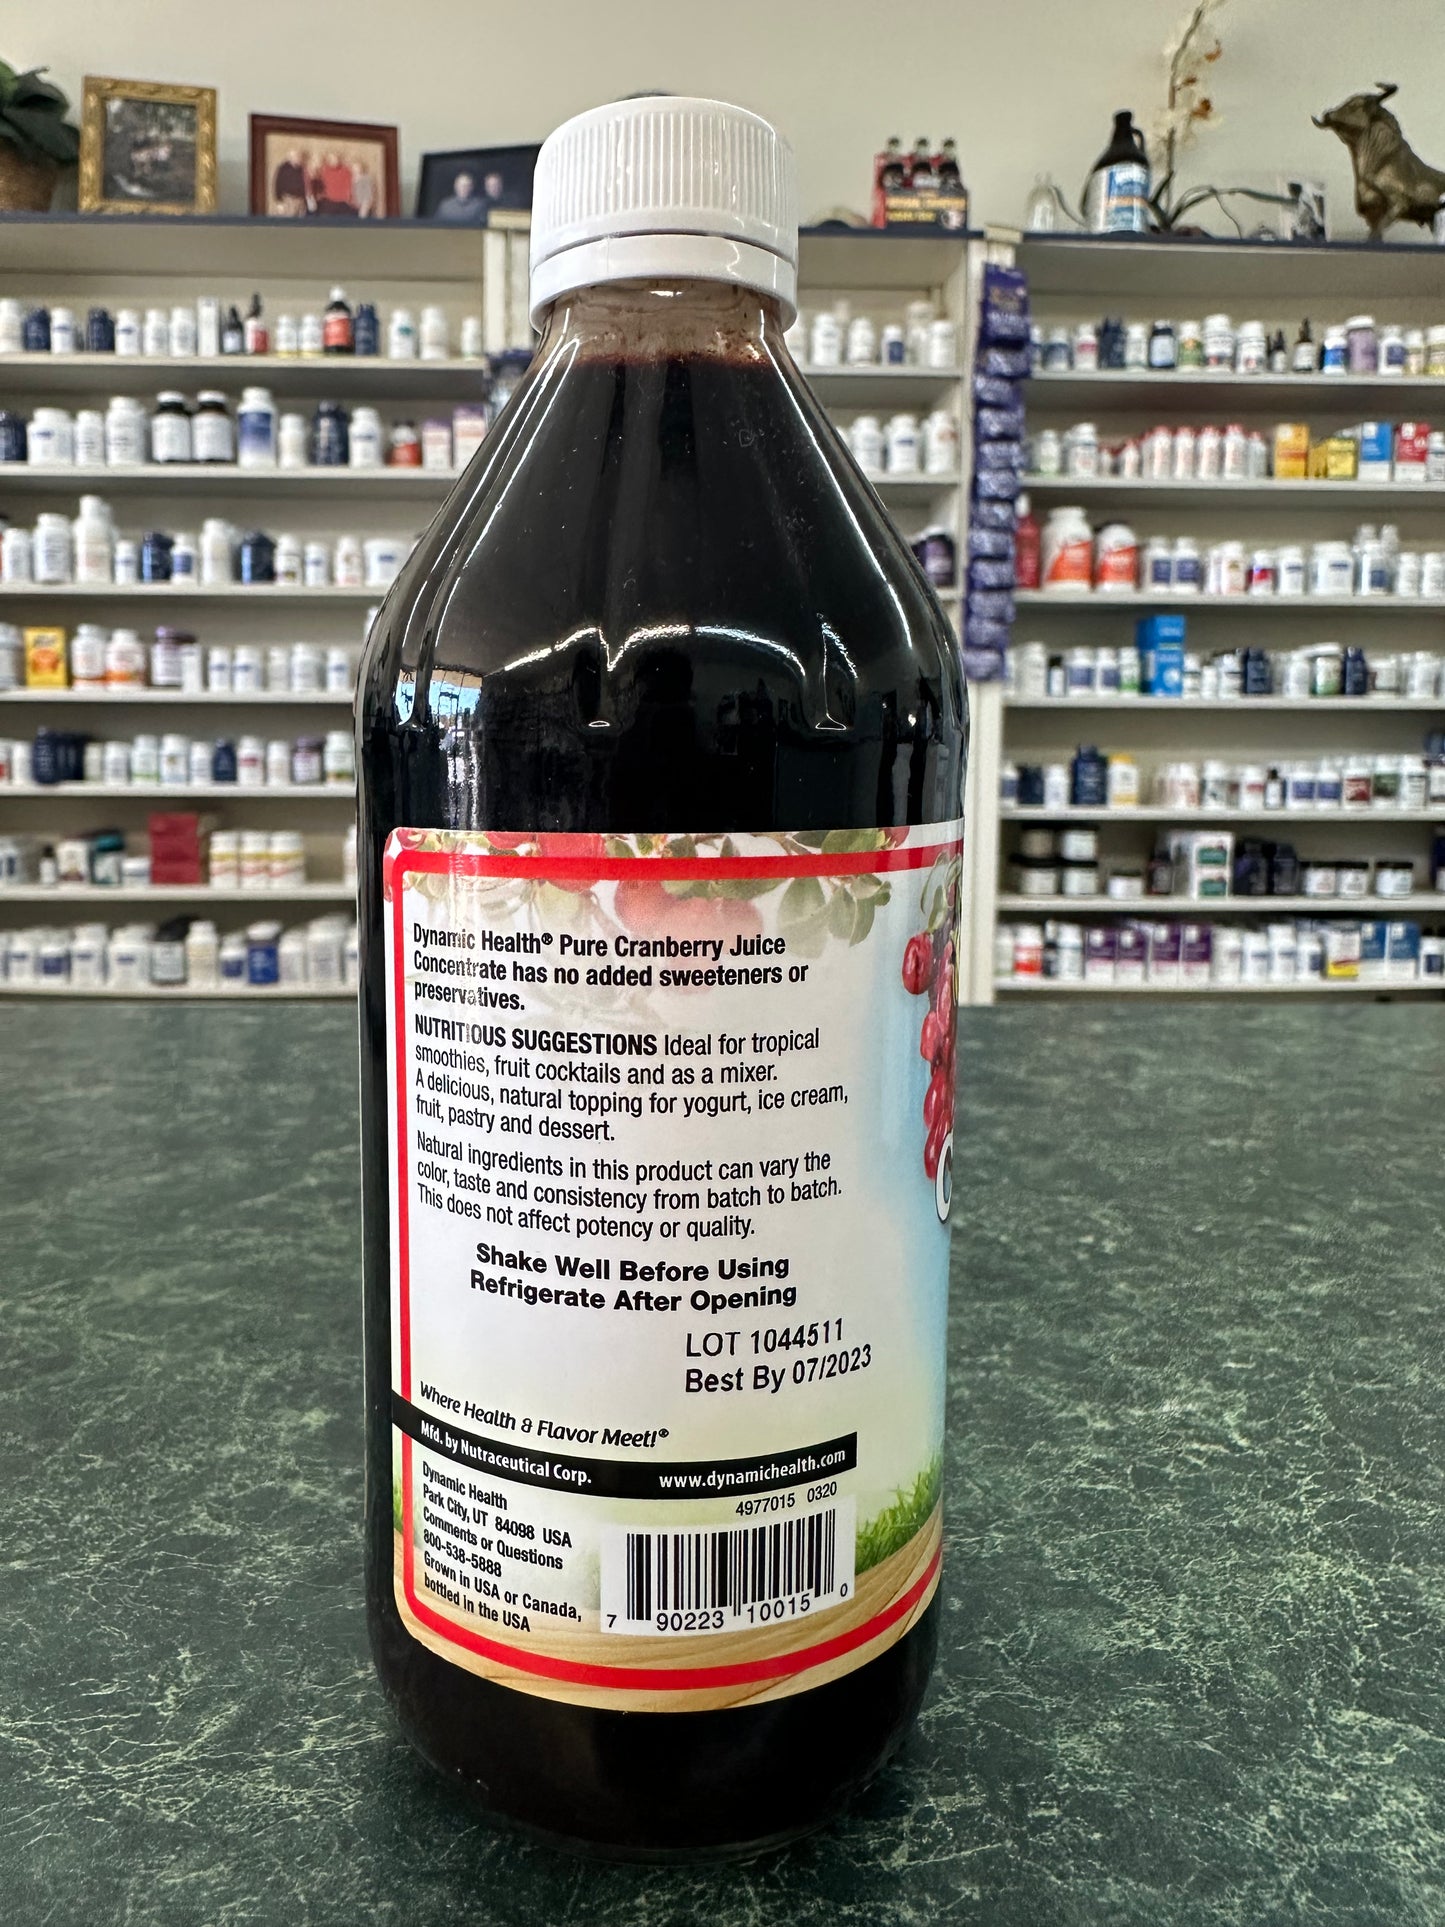 Dynamic Health® Pure Cranberry Juice
Concentrate has no added sweeteners or
preservatives.
NUTRITIOUS SUGGESTIONS Ideal for tropical
smoothies, fruit cocktails and as a mixer.
A delicious, natural topping for yogurt, ice cream,
fruit, pastry and dessert.
Natural ingredients in this product can vary the
color, taste and consistency from batch to batch.
This does not affect potency or quality.
Shake Well Before Using
Refrigerate After Opening
LOT 1044511
Best By 07/2023
Where Health & Flavor Meet!®
Mfd. by Nutraceutical Corp.
www.dynamichealth.com
Dynamic Health
Park City, UT 84098 USA
Comments or Questions
800-538-5888
Grown in USA or Canada,
bottled in the USA
4977015 0320
7 90223 10015 0